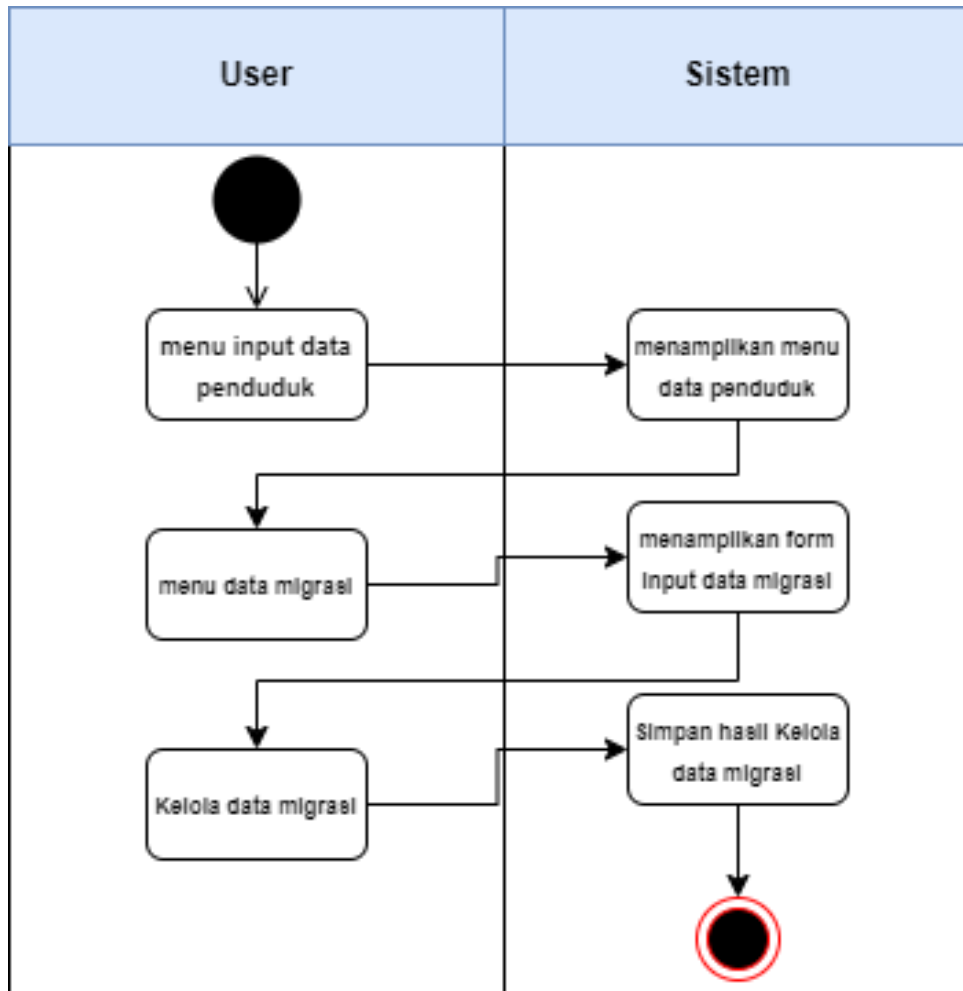 User
Sistem
menu input data
penduduk
menampilkan menu
data penduduk
menu data migrasi
menampilkan form
Input data migrasi
Kelola data migrasi
Simpan hasil Kelola
data migrasi